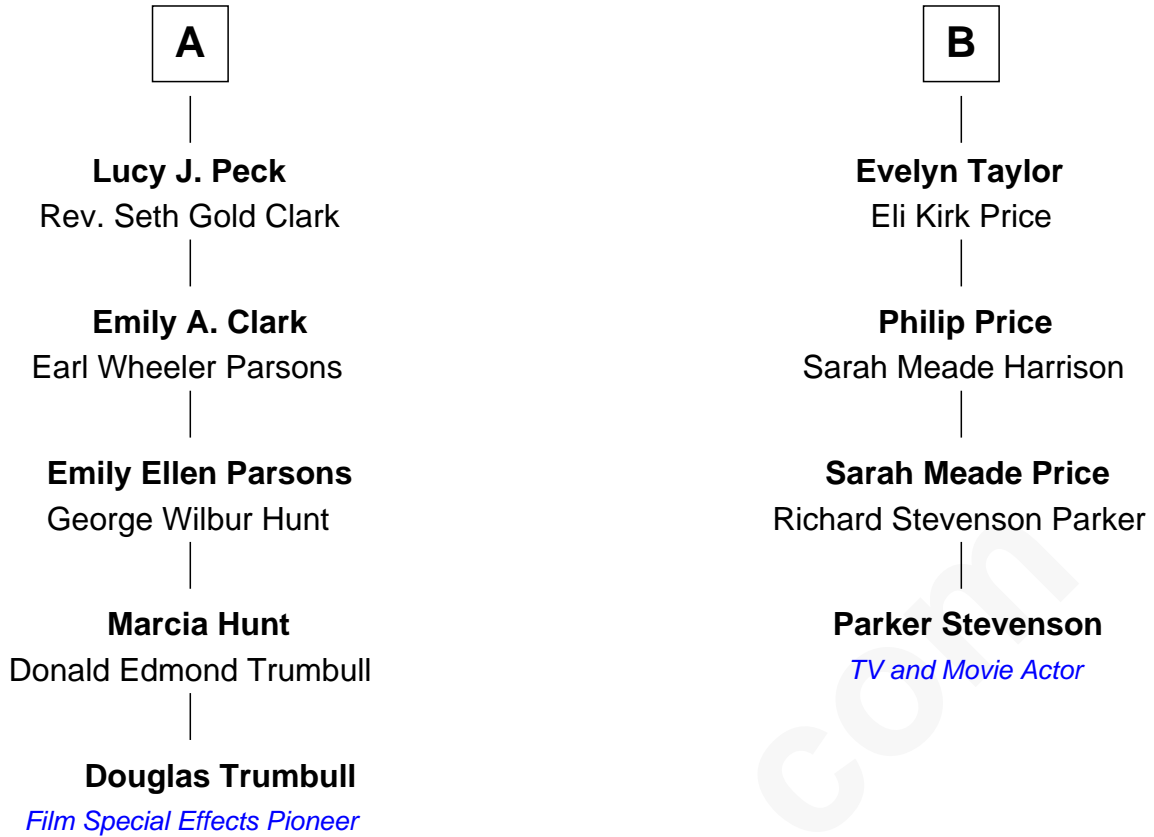 A
Lucy J. Peck
Rev. Seth Gold Clark
Emily A. Clark
Earl Wheeler Parsons
Emily Ellen Parsons
George Wilbur Hunt
Marcia Hunt
Donald Edmond Trumbull
Douglas Trumbull
Film Special Effects Pioneer
B
Evelyn Taylor
Eli Kirk Price
Philip Price
Sarah Meade Harrison
Sarah Meade Price
Richard Stevenson Parker
Parker Stevenson
TV and Movie Actor
com